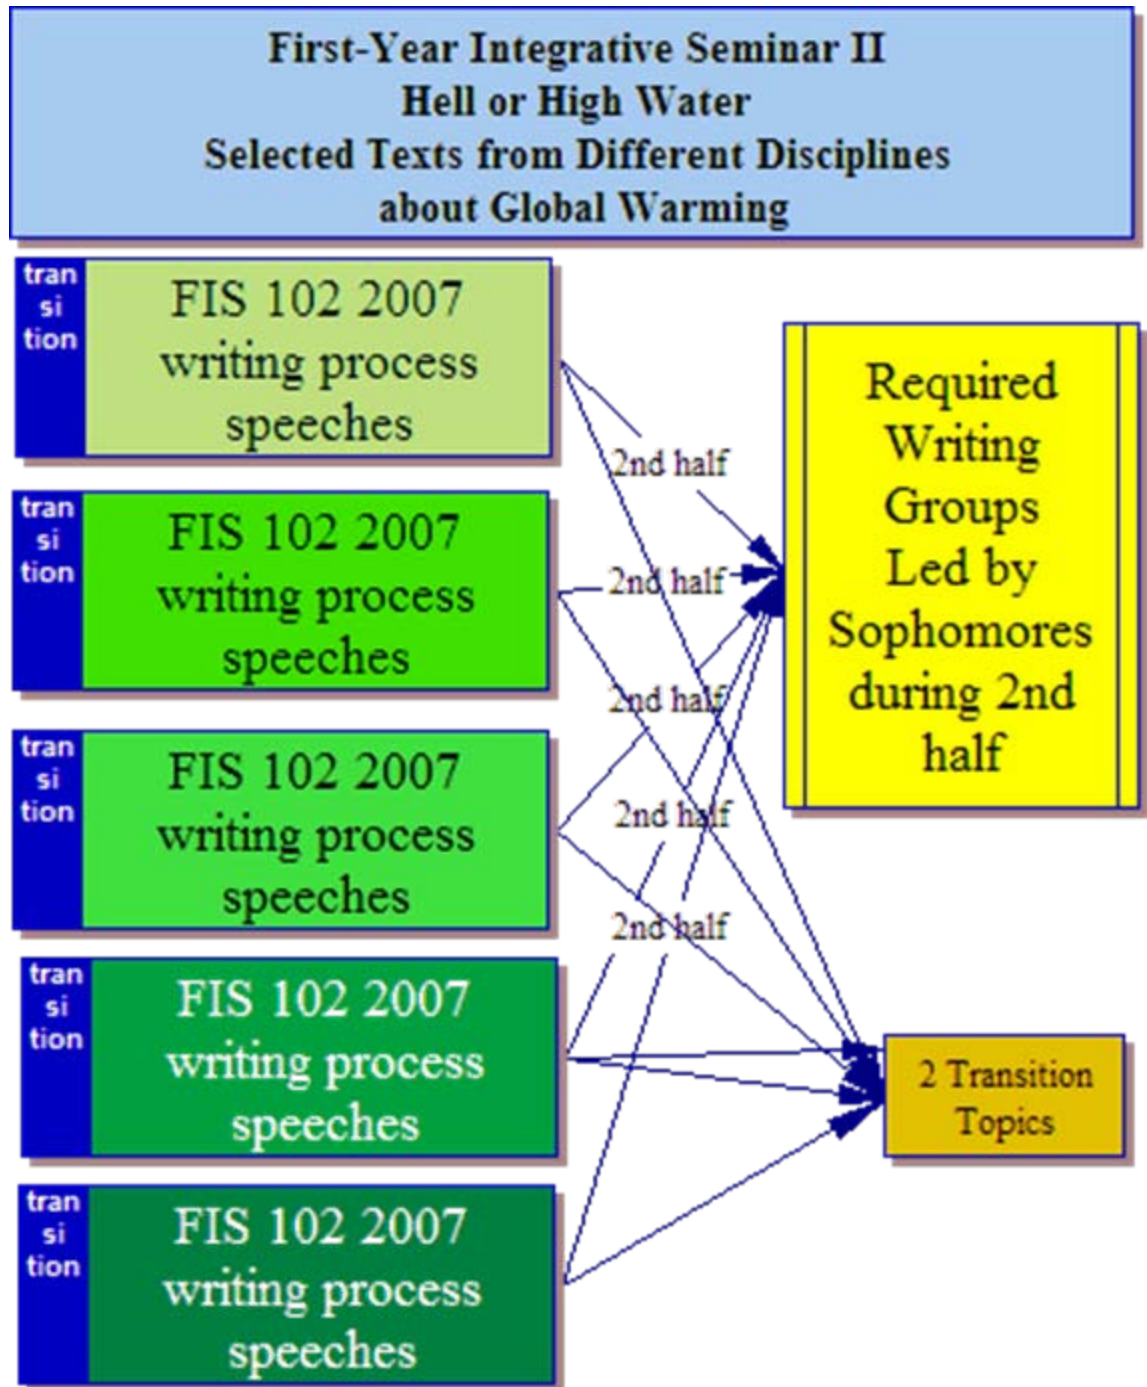 First-Year Integrative Seminar II
Hell or High Water
Selected Texts from Different Disciplines
about Global Warming
tran
si
tion
FIS 102 2007
writing process
speeches
tran
si
tion
FIS 102 2007
writing process
speeches
tran
si
tion
FIS 102 2007
writing process
speeches
tran
si
tion
FIS 102 2007
writing process
speeches
tran
si
tion
FIS 102 2007
writing process
speeches
2nd half
2nd half
2nd half
2nd half
2nd half
Required
Writing
Groups
Led by
Sophomores
during 2nd
half
2 Transition
Topics